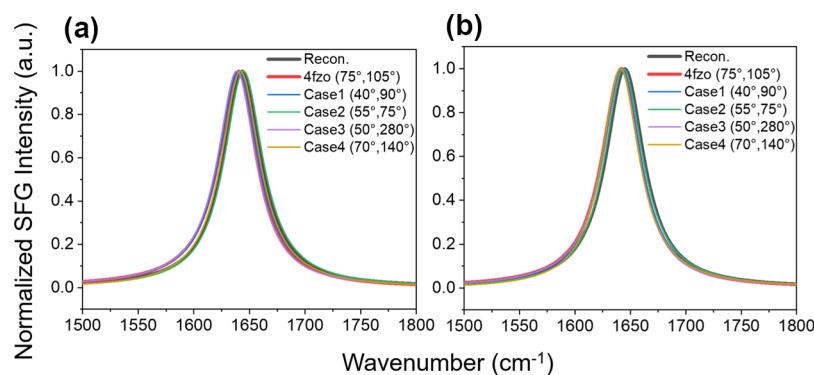 (a)
(b)
Normalized SFG Intensity (a.u.)
1.0
0.8
0.6
0.4
0.2
0.0
Recon.
4fzo (75°,105°)
Case1 (40°,90°)
Case2 (55°,75°)
Case3 (50°,280°)
Case4 (70°,140°)
1500 1550 1600 1650 1700 1750 1800
1.0
0.8
0.6
0.4
0.2
0.0
Recon.
4fzo (75°,105°)
Case1 (40°,90°)
Case2 (55°,75°)
Case3 (50°,280°)
Case4 (70°,140°)
1500 1550 1600 1650 1700 1750 1800
Wavenumber (cm⁻¹)